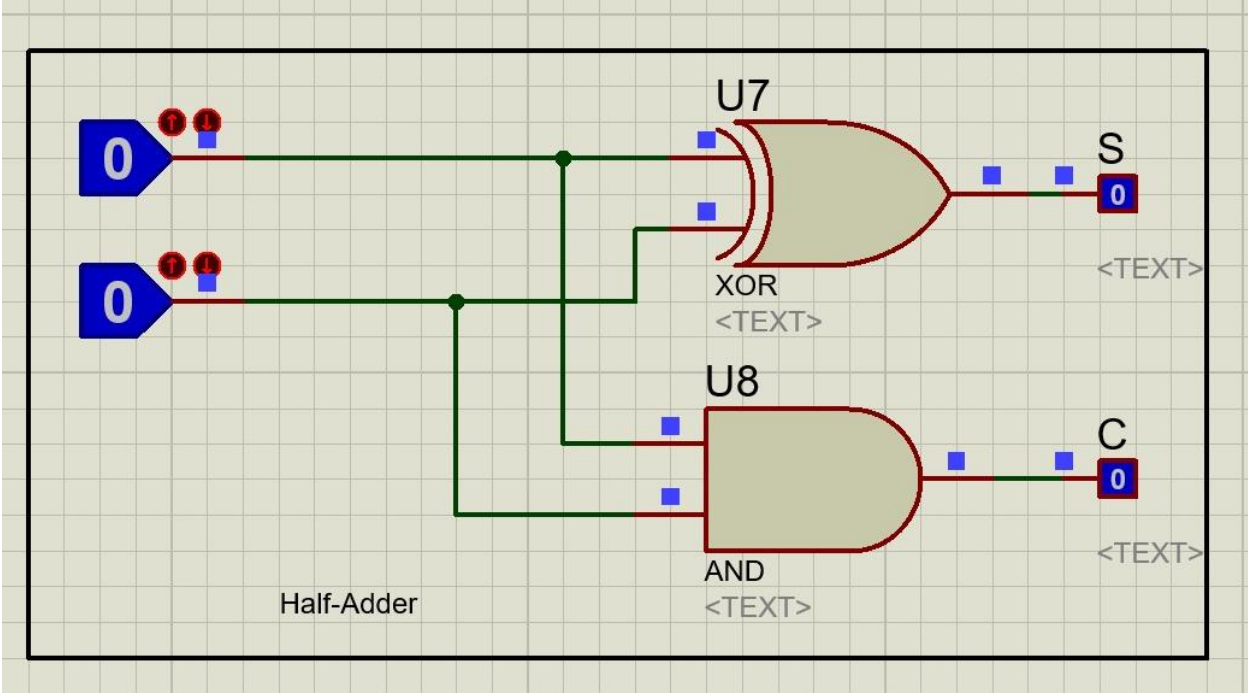 U7
0
S
0
<TEXT>
XOR
<TEXT>
0
U8
C
0
<TEXT>
AND
<TEXT>
Half-Adder